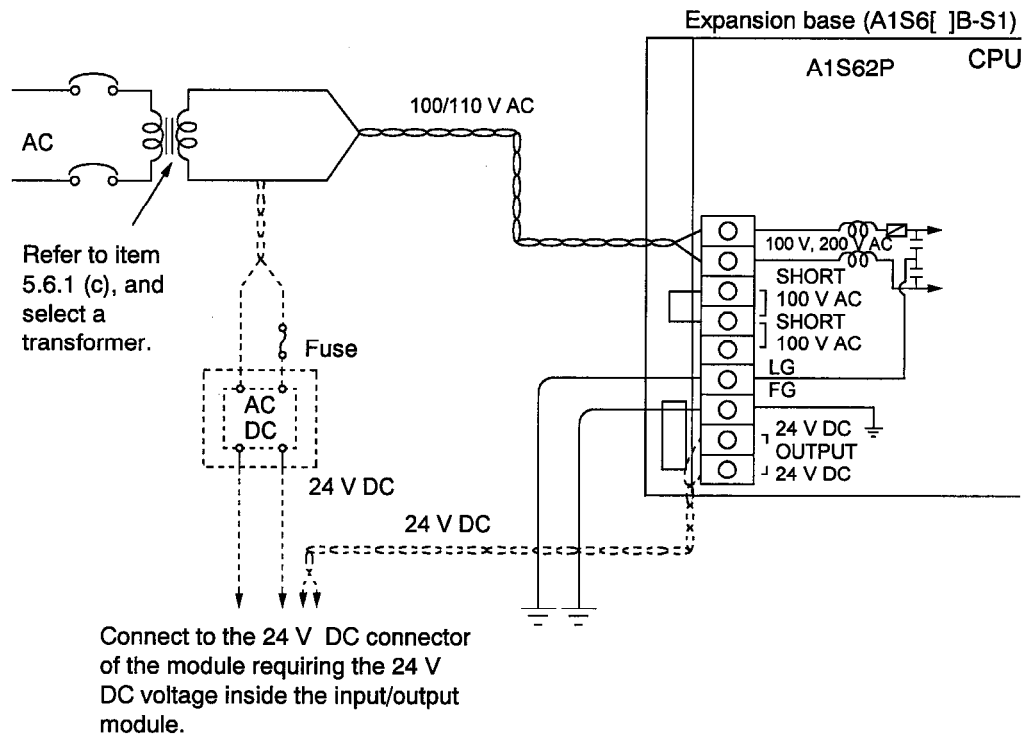 Expansion base (A1S6[ ]B-S1)
A1S62P
CPU
100/110 V AC
AC
Refer to item
5.6.1 (c), and
select a
transformer.
100 V, 200 V AC
SHORT
100 V AC
SHORT
100 V AC
LG
FG
24 V DC
OUTPUT
24 V DC
Fuse
AC
DC
24 V DC
24 V DC
Connect to the 24 V DC connector
of the module requiring the 24 V
DC voltage inside the input/output
module.